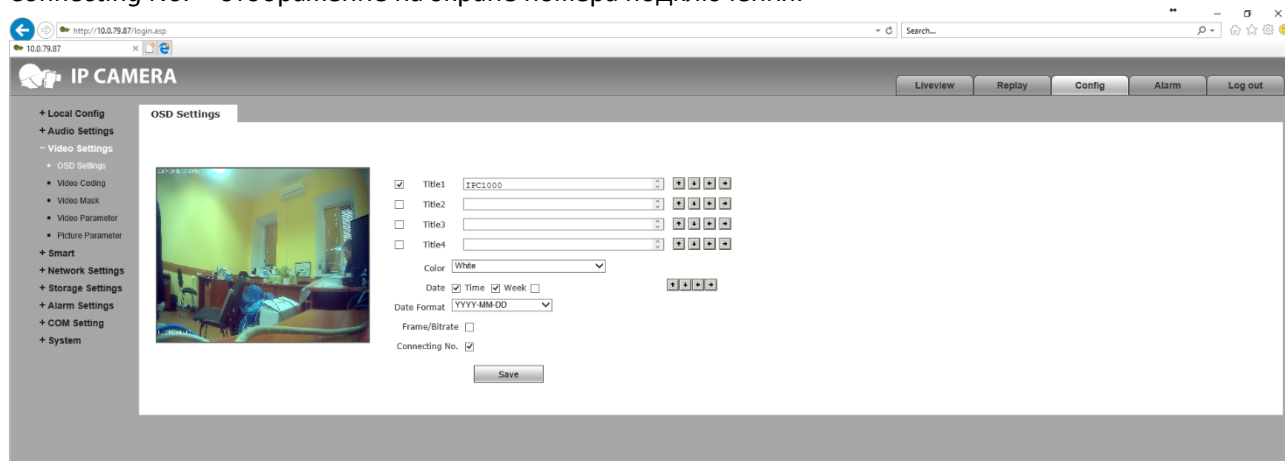 Connecting No. – отображение на экране номера подключения.
http://10.0.79.87/login.asp
Search...
10.0.79.87
IP CAMERA
Liveview Replay Config Alarm Log out
+ Local Config
OSD Settings
+ Audio Settings
− Video Settings
• OSD Settings
• Video Coding
• Video Mask
• Video Parameter
• Picture Parameter
+ Smart
+ Network Settings
+ Storage Settings
+ Alarm Settings
+ COM Setting
+ System
Title1 IPC1000
Title2
Title3
Title4
Color White
Date Time Week
Date Format YYYY-MM-DD
Frame/Bitrate
Connecting No.
Save